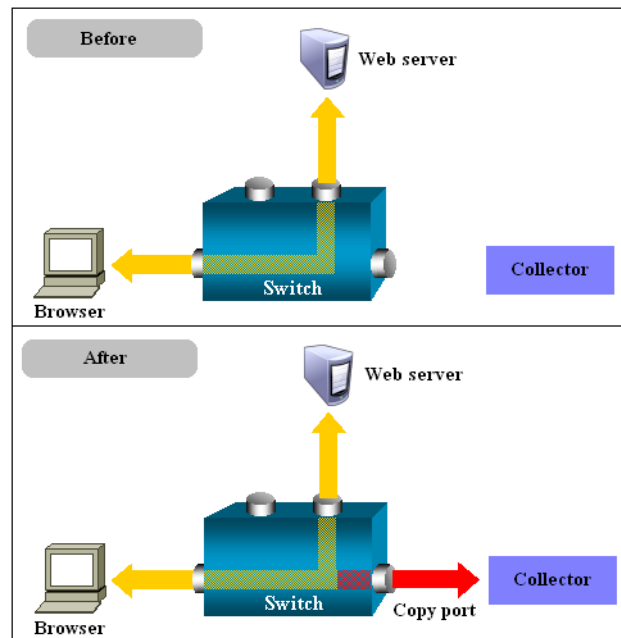 Before
Web server
Switch
Collector
Browser
After
Web server
Switch
Copy port
Collector
Browser